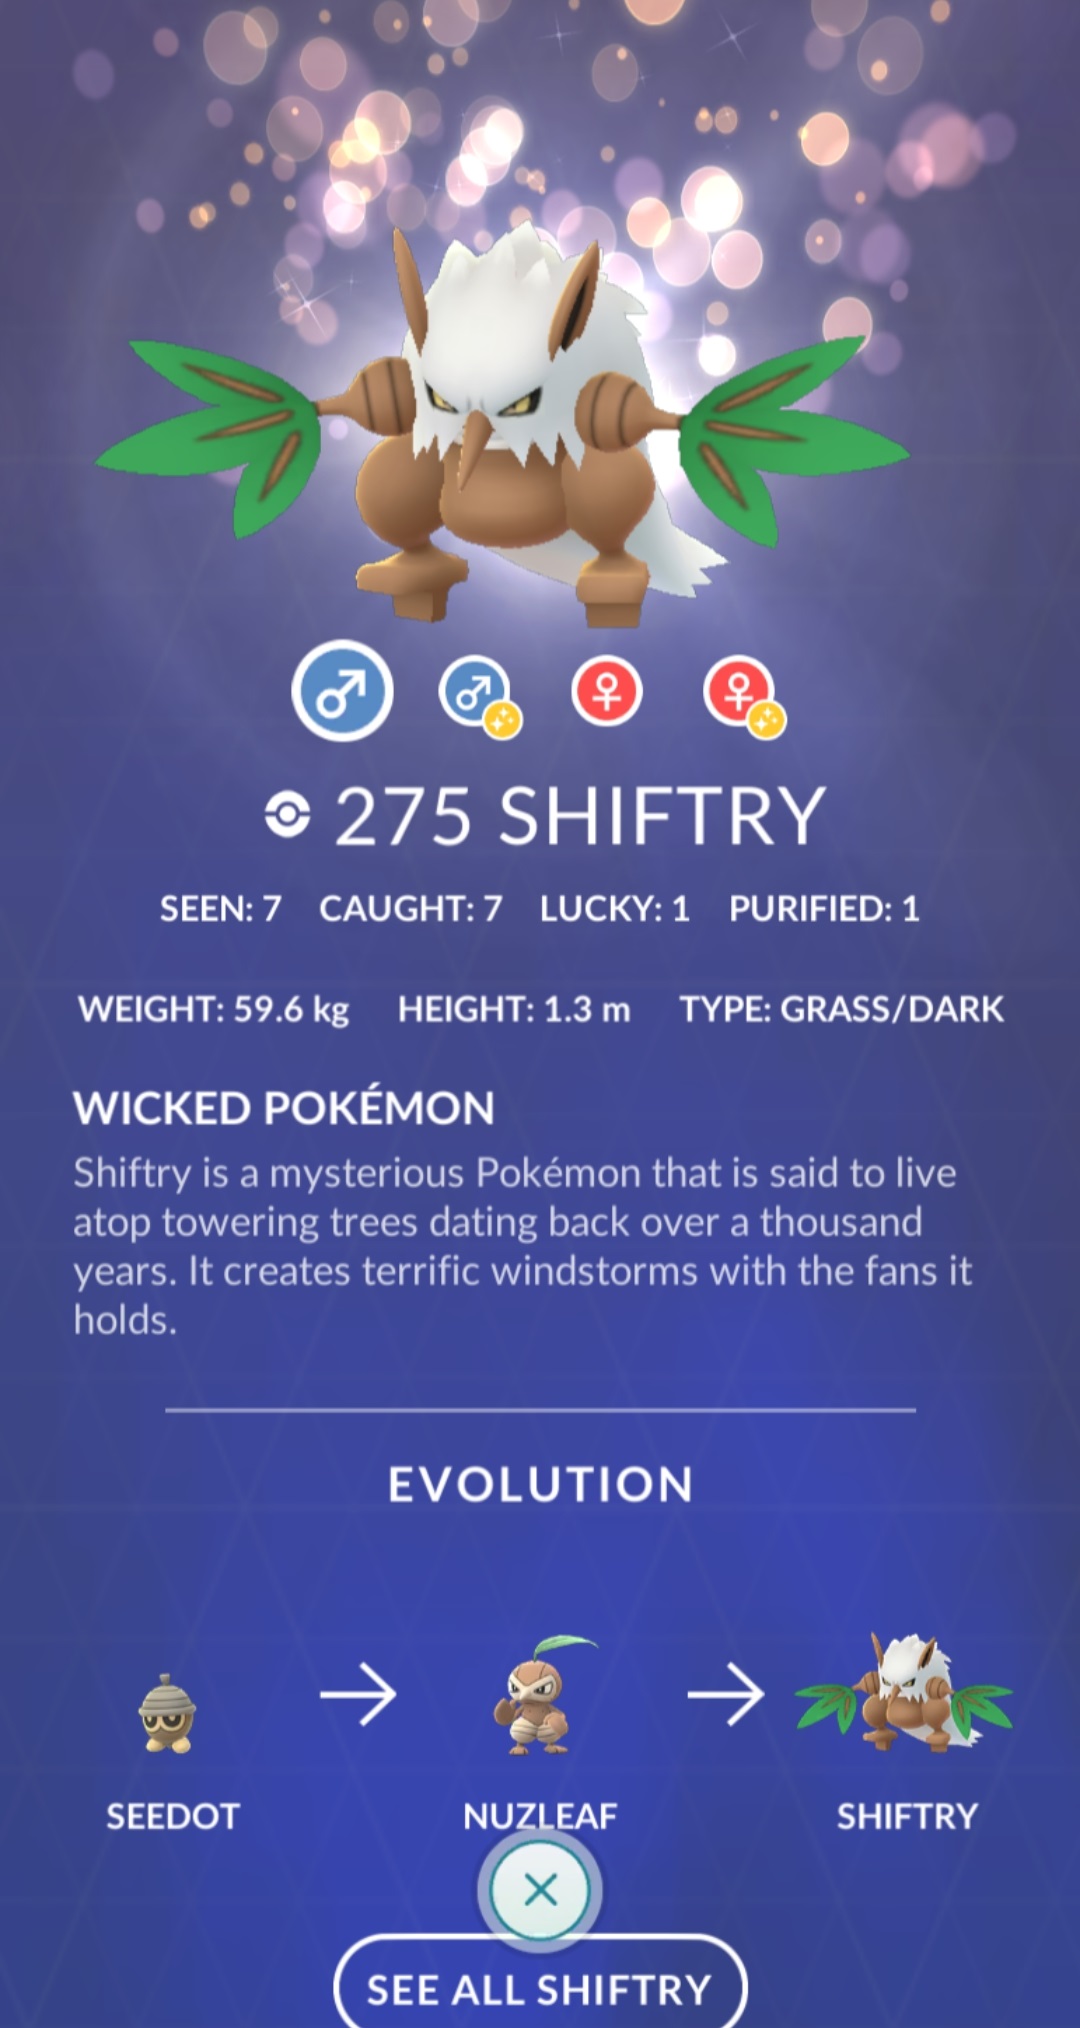 275 SHIFTRY
SEEN: 7 CAUGHT: 7 LUCKY: 1 PURIFIED: 1
WEIGHT: 59.6 kg HEIGHT: 1.3 m TYPE: GRASS/DARK
WICKED POKÉMON
Shiftry is a mysterious Pokémon that is said to live
atop towering trees dating back over a thousand
years. It creates terrific windstorms with the fans it
holds.
EVOLUTION
SEEDOT NUZLEAF SHIFTRY
SEE ALL SHIFTRY